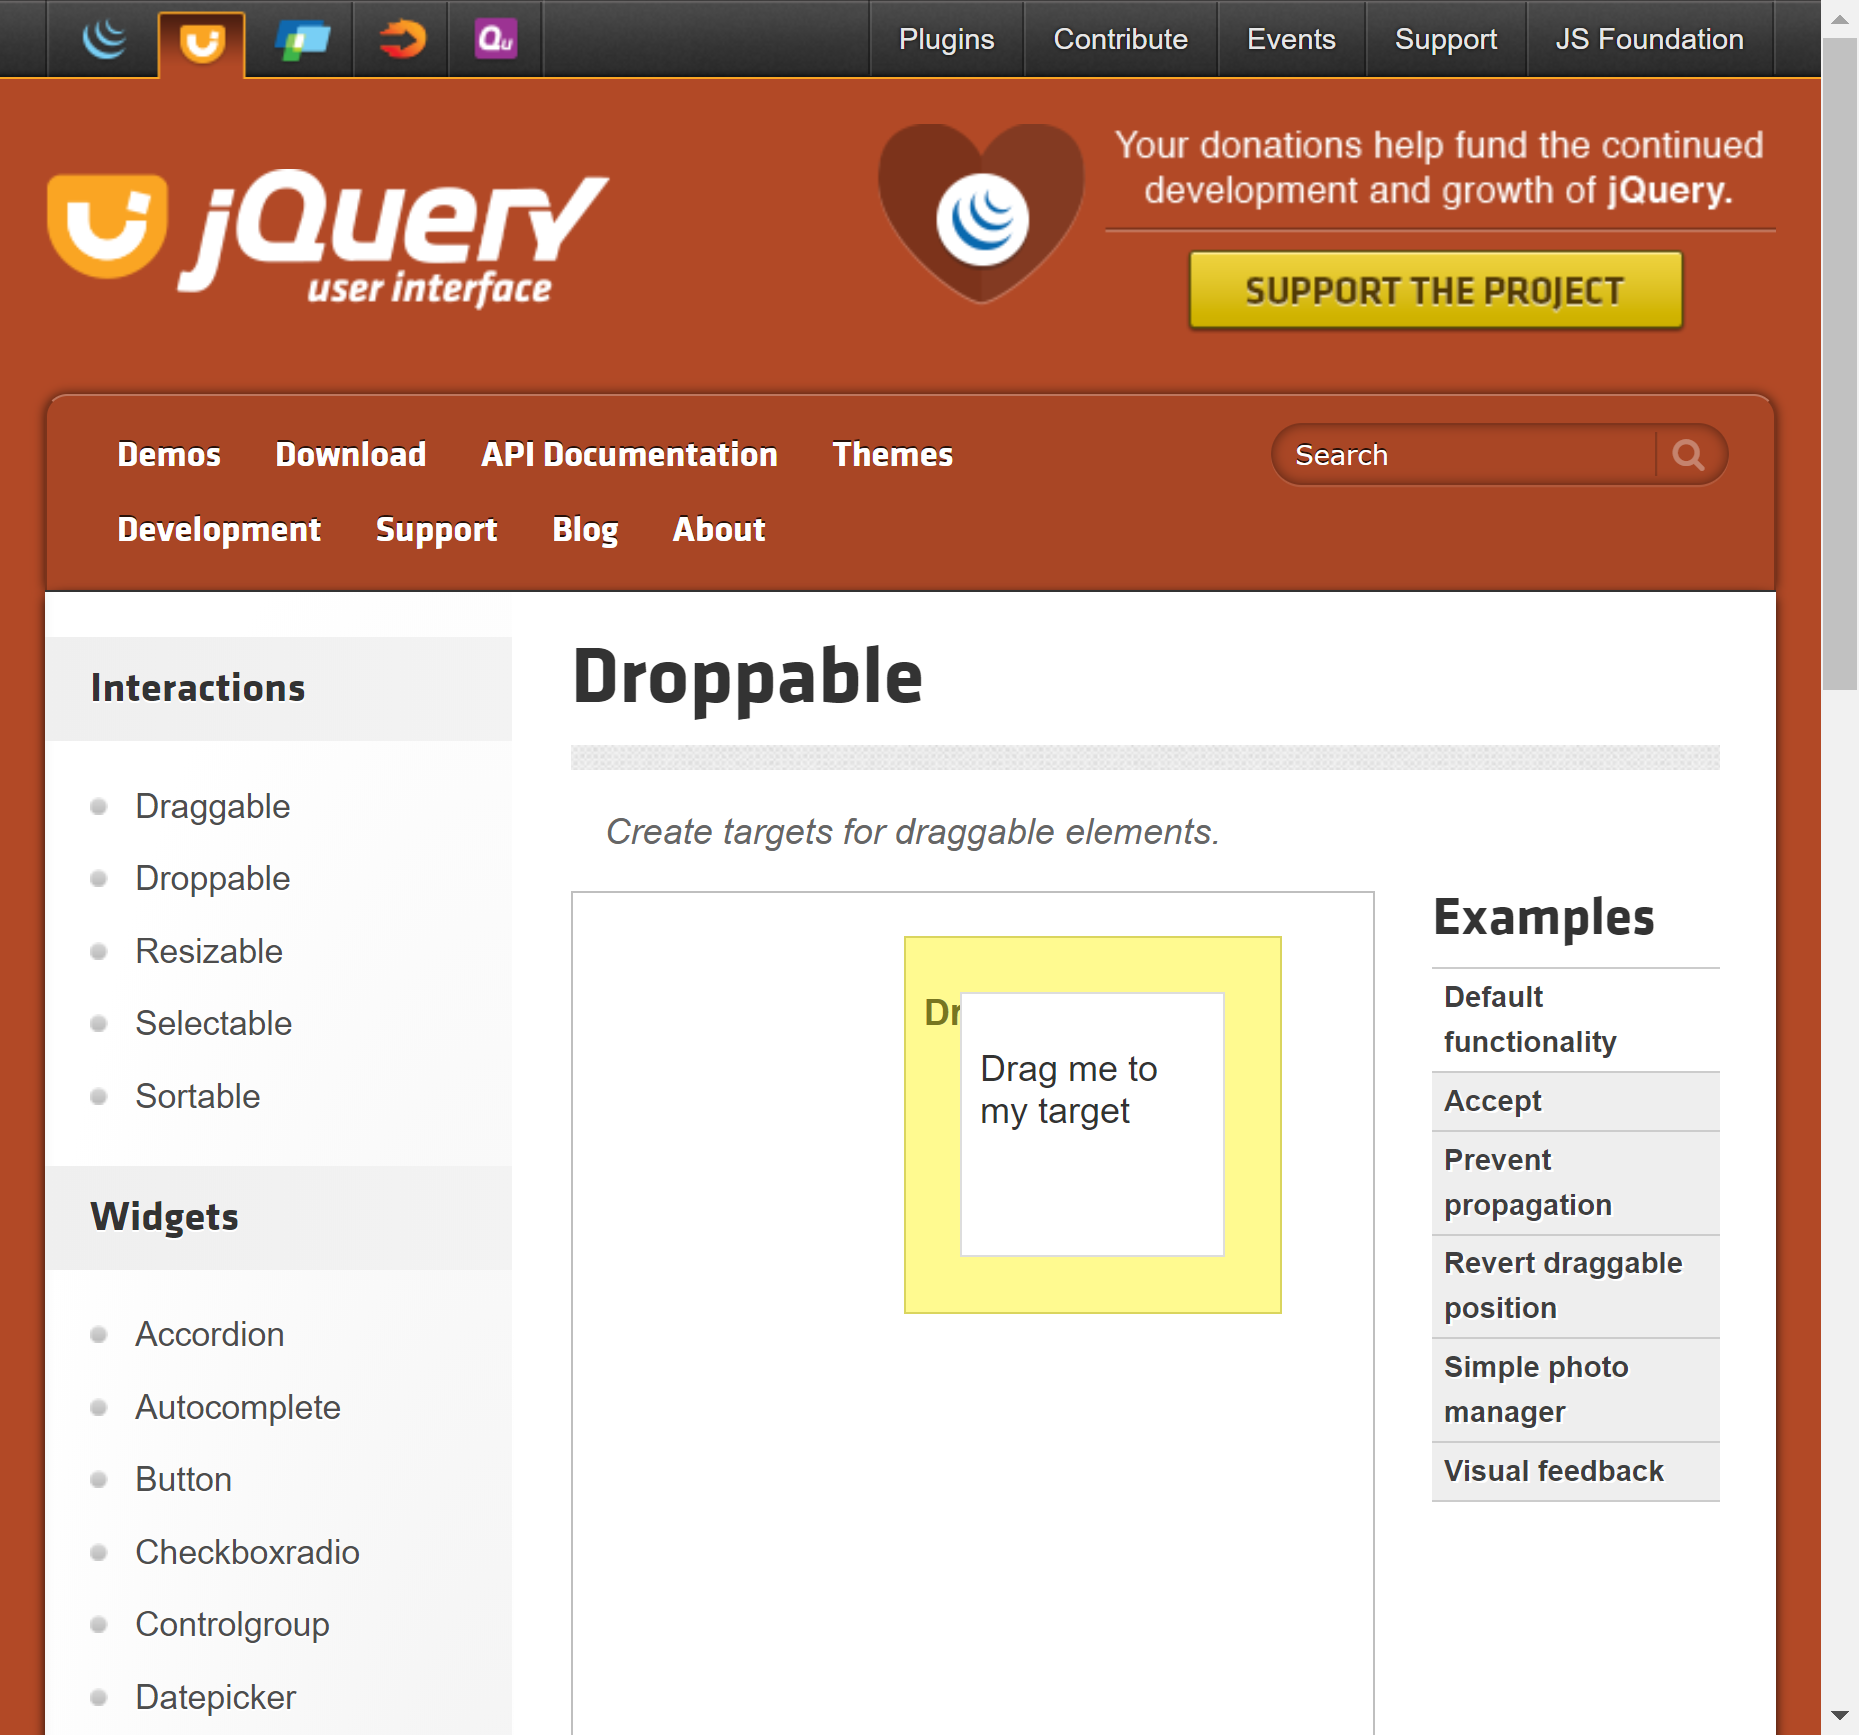 Plugins
Contribute
Events
Support
JS Foundation
Qu
Your donations help fund the continued
development and growth of jQuery.
SUPPORT THE PROJECT
jQuery
user interface
Demos
Download
API Documentation
Themes
Search
Development
Support
Blog
About
Interactions
Draggable
Droppable
Resizable
Selectable
Sortable
Widgets
Accordion
Autocomplete
Button
Checkboxradio
Controlgroup
Datepicker
Droppable
Create targets for draggable elements.
Dr
Drag me to
my target
Examples
Default
functionality
Accept
Prevent
propagation
Revert draggable
position
Simple photo
manager
Visual feedback